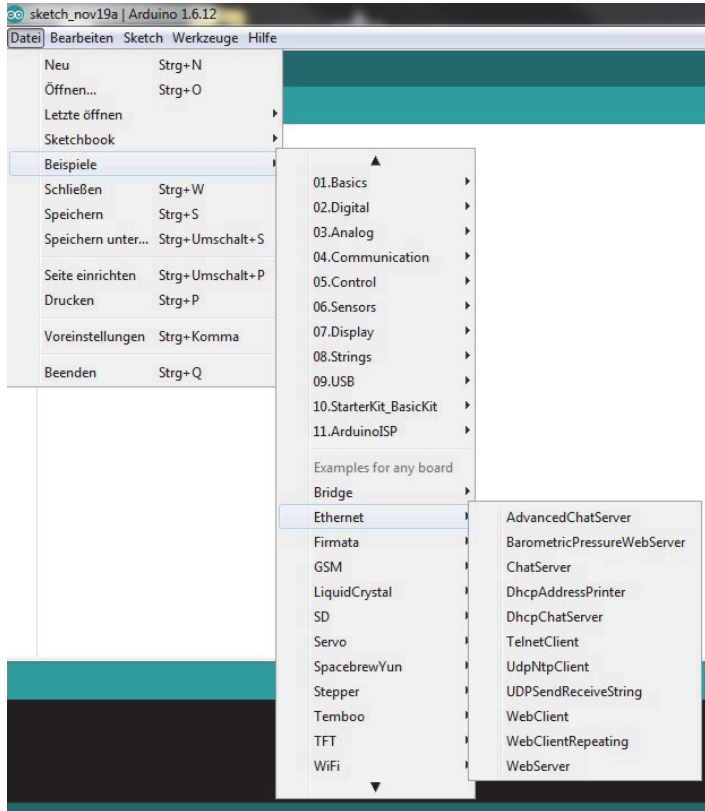 sketch_nov19a | Arduino 1.6.12
Datei Bearbeiten Sketch Werkzeuge Hilfe
Neu Strg+N
Öffnen... Strg+O
Letzte öffnen
Sketchbook
Beispiele
Schließen Strg+W
Speichern Strg+S
Speichern unter... Strg+Umschalt+S
Seite einrichten Strg+Umschalt+P
Drucken Strg+P
Voreinstellungen Strg+Komma
Beenden Strg+Q
01.Basics
02.Digital
03.Analog
04.Communication
05.Control
06.Sensors
07.Display
08.Strings
09.USB
10.StarterKit_BasicKit
11.ArduinoISP
Examples for any board
Bridge
Ethernet
Firmata
GSM
LiquidCrystal
SD
Servo
SpacebrewYun
Stepper
Temboo
TFT
WiFi
AdvancedChatServer
BarometricPressureWebServer
ChatServer
DhcpAddressPrinter
DhcpChatServer
TelnetClient
UdpNtpClient
UDPSendReceiveString
WebClient
WebClientRepeating
WebServer